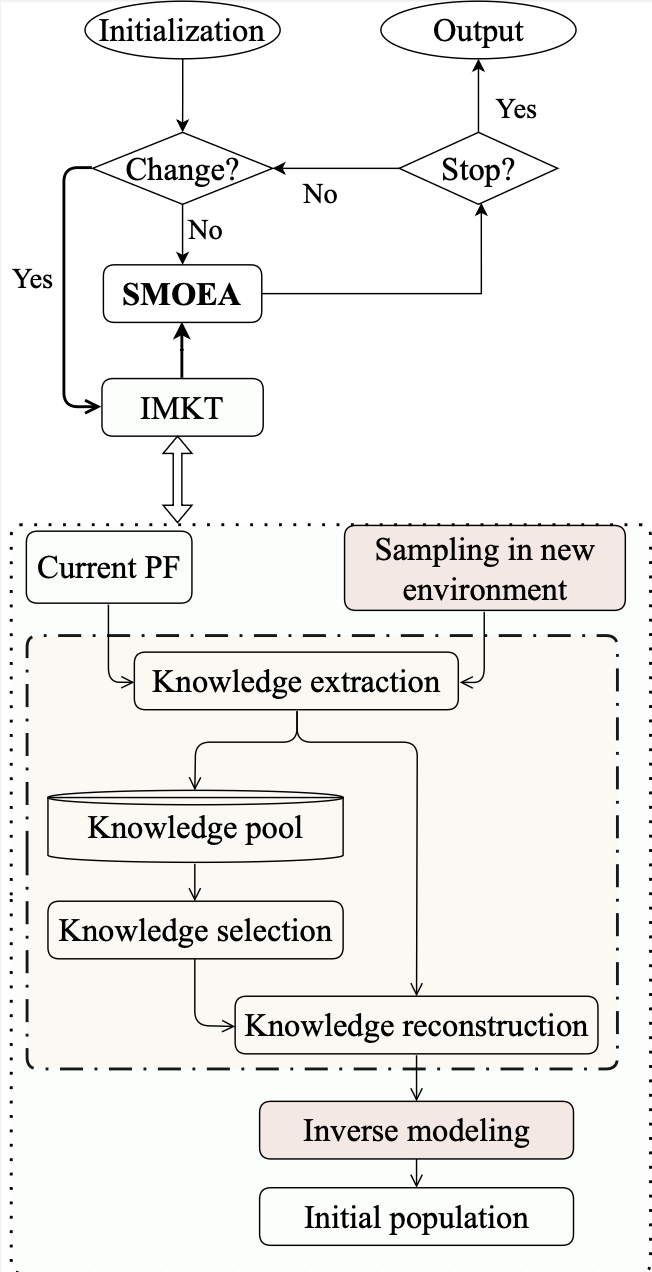 Initialization
Output
Yes
Change?
Stop?
No
No
Yes
SMOEA
IMKT
Current PF
Sampling in new
environment
Knowledge extraction
Knowledge pool
Knowledge selection
Knowledge reconstruction
Inverse modeling
Initial population